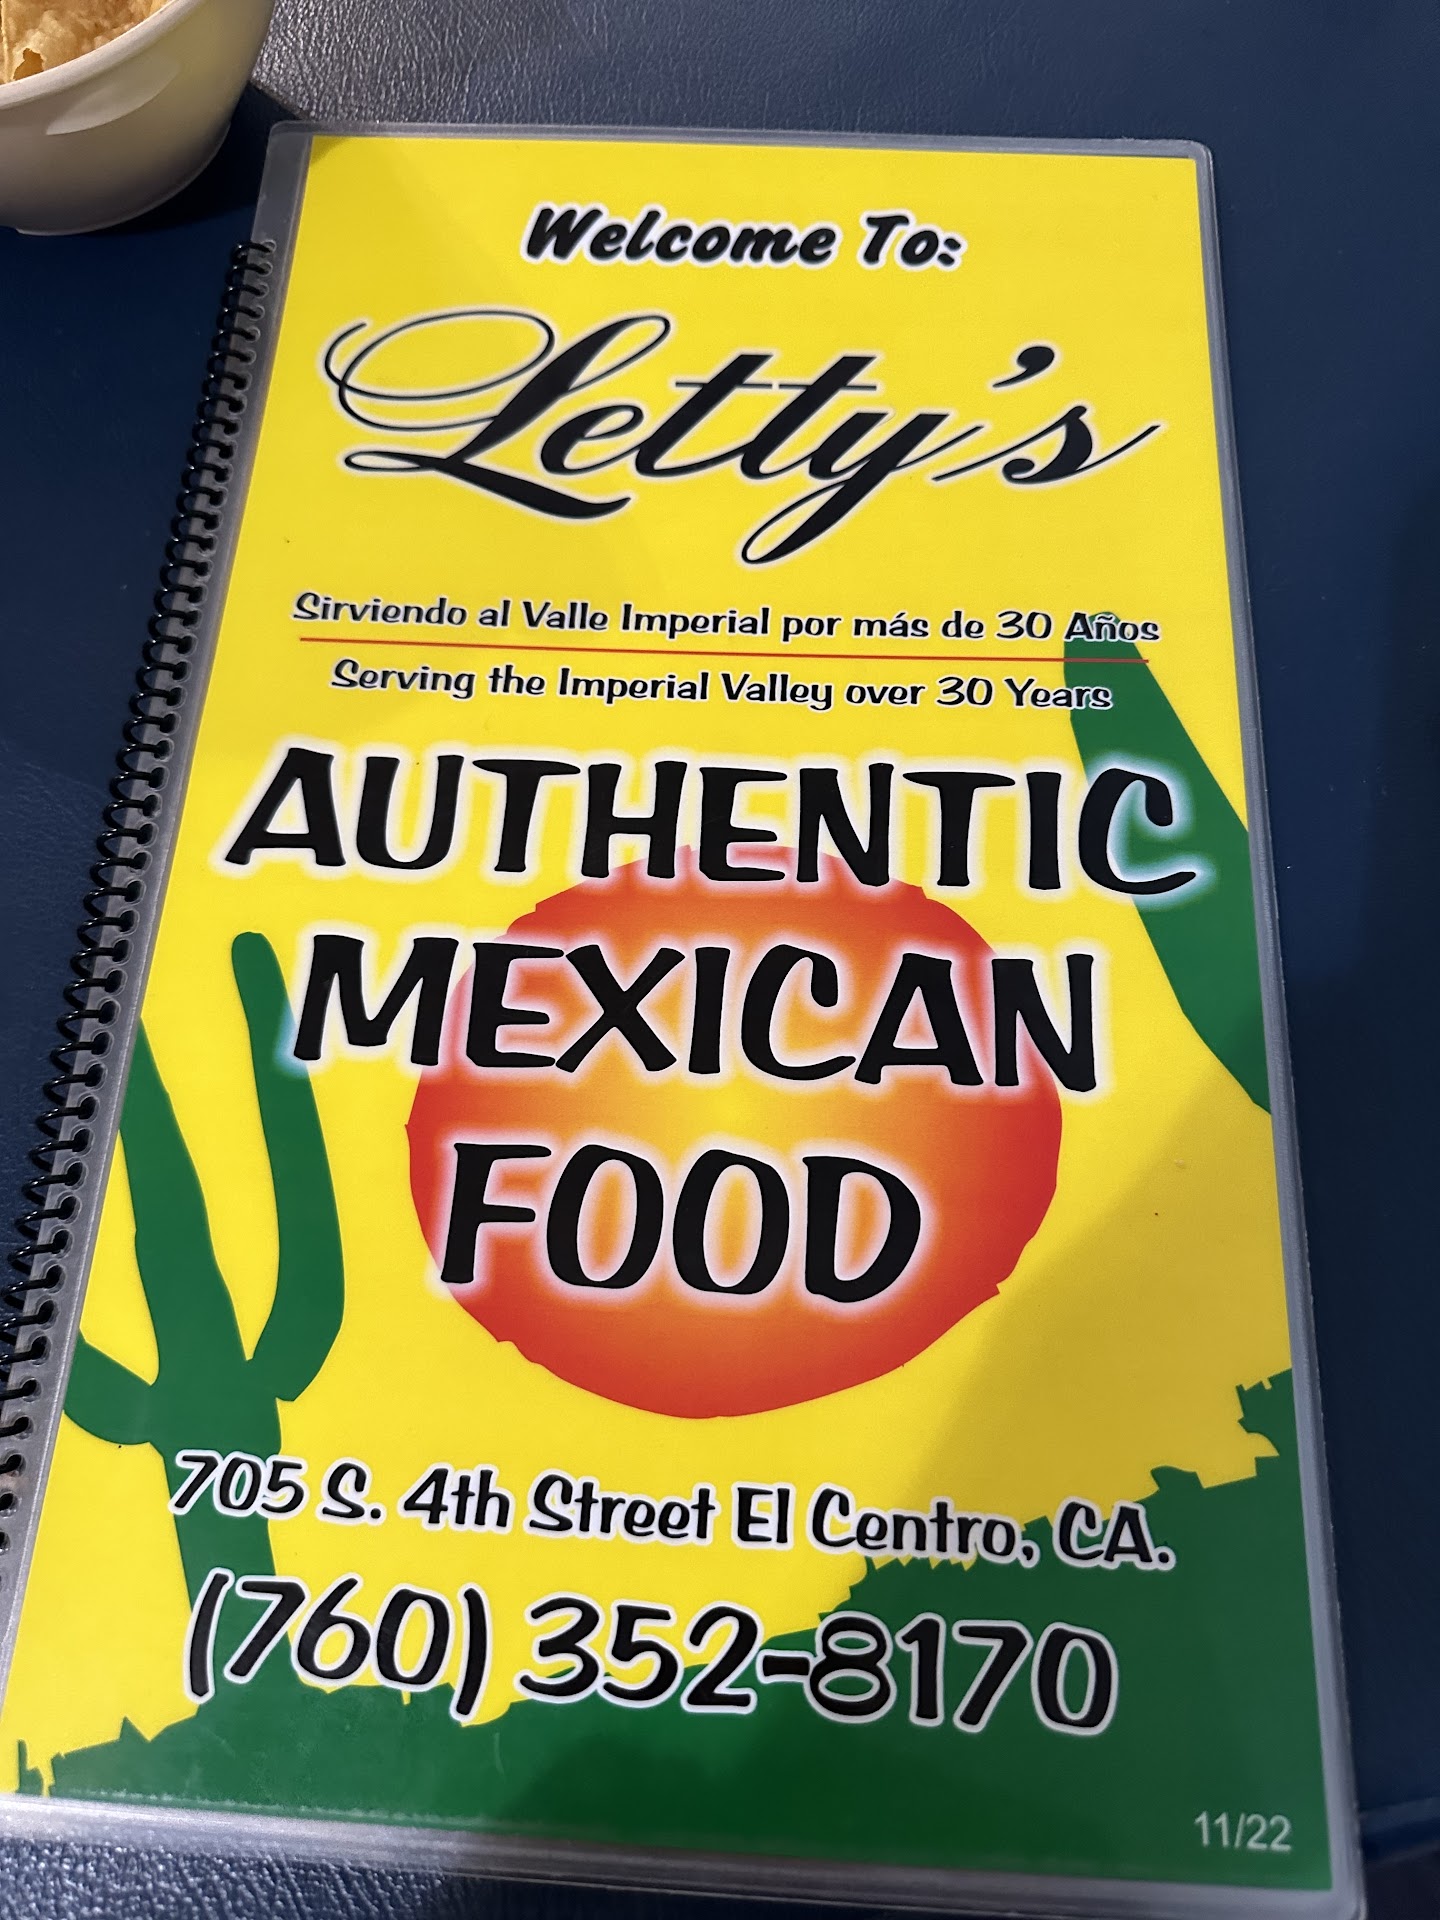 Welcome To:
Letty's
Sirviendo al Valle Imperial por más de 30 Años
Serving the Imperial Valley over 30 Years
AUTHENTIC
MEXICAN
FOOD
705 S. 4th Street El Centro, CA.
(760) 352-8170
11/22